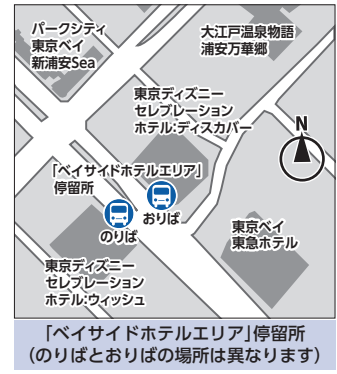 パークシティ
東京ベイ
新浦安Sea
大江戸温泉物語
浦安万華郷
東京ディズニー
セレブレーション
ホテル:ディスカバー
N
「ベイサイドホテルエリア」
停留所
おりば
のりば
東京ベイ
東急ホテル
東京ディズニー
セレブレーション
ホテル:ウィッシュ
「ベイサイドホテルエリア」停留所
(のりばとおりばの場所は異なります)